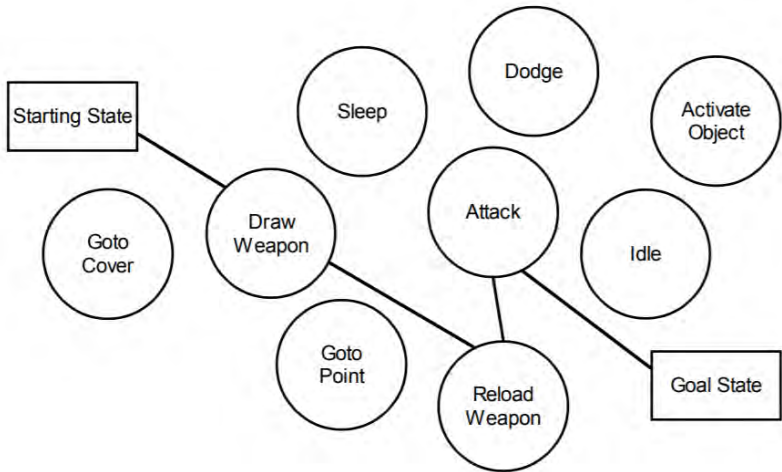 Dodge
Starting State
Sleep
Activate
Object
Draw
Weapon
Attack
Goto
Cover
Idle
Goto
Point
Reload
Weapon
Goal State